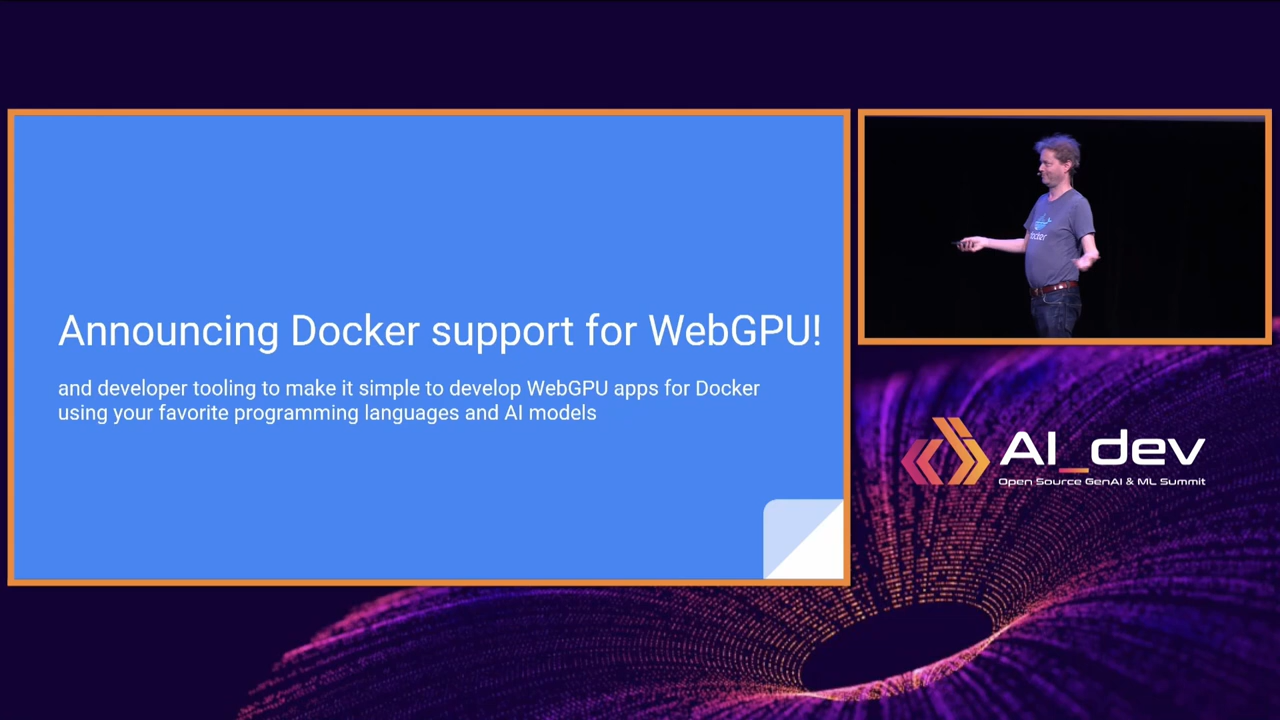 Announcing Docker support for WebGPU!
and developer tooling to make it simple to develop WebGPU apps for Docker
using your favorite programming languages and AI models
AI_dev
Open Source GenAI & ML Summit